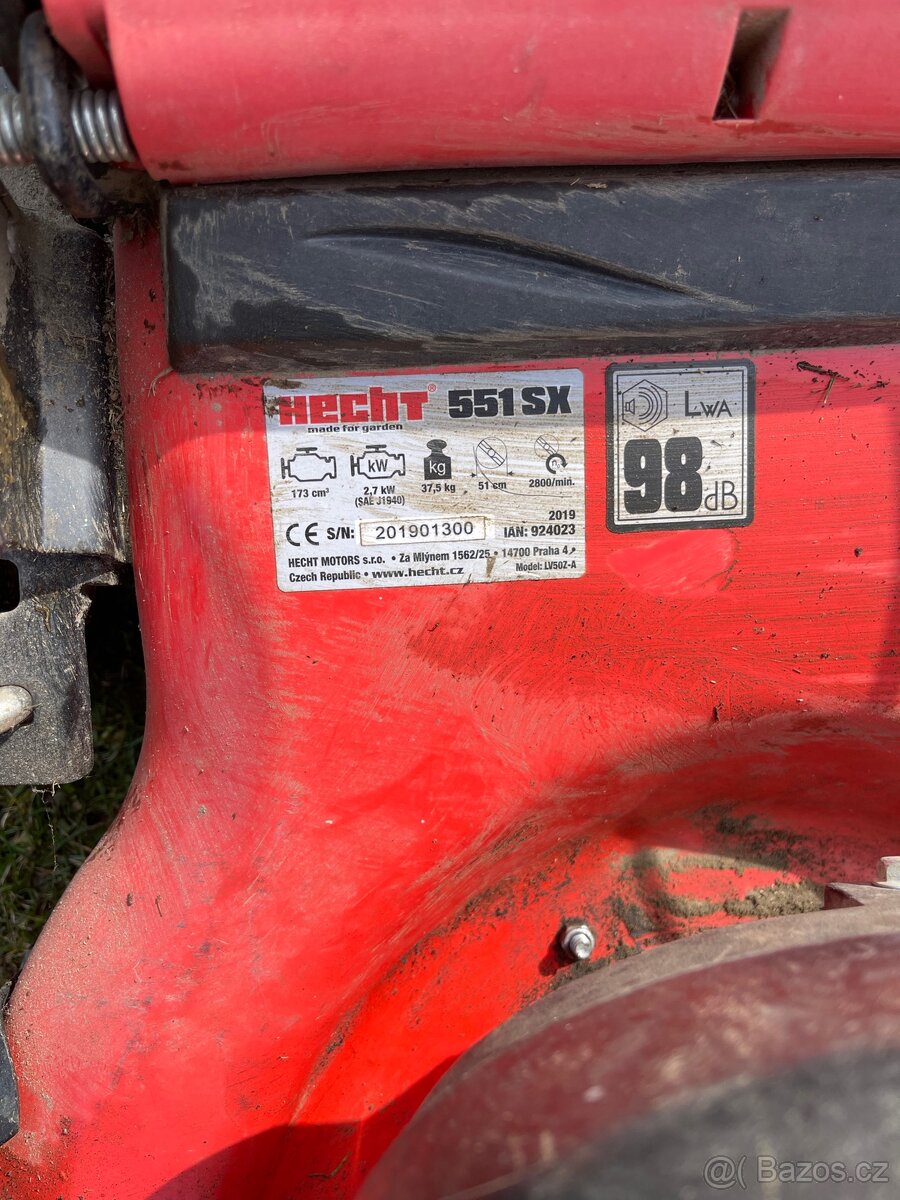 HECHT® 551 SX
made for garden
kW
kg
173 cm³
2,7 kW
(SAE J1940)
37,5 kg
51 cm
2800/min.
2019
CE S/N: 201901300 IAN: 924023
HECHT MOTORS s.r.o. • Za Mlýnem 1562/25 • 14700 Praha 4 •
Czech Republic • www.hecht.cz Model: LV50Z-A
LWA
98 dB
@( Bazos.cz